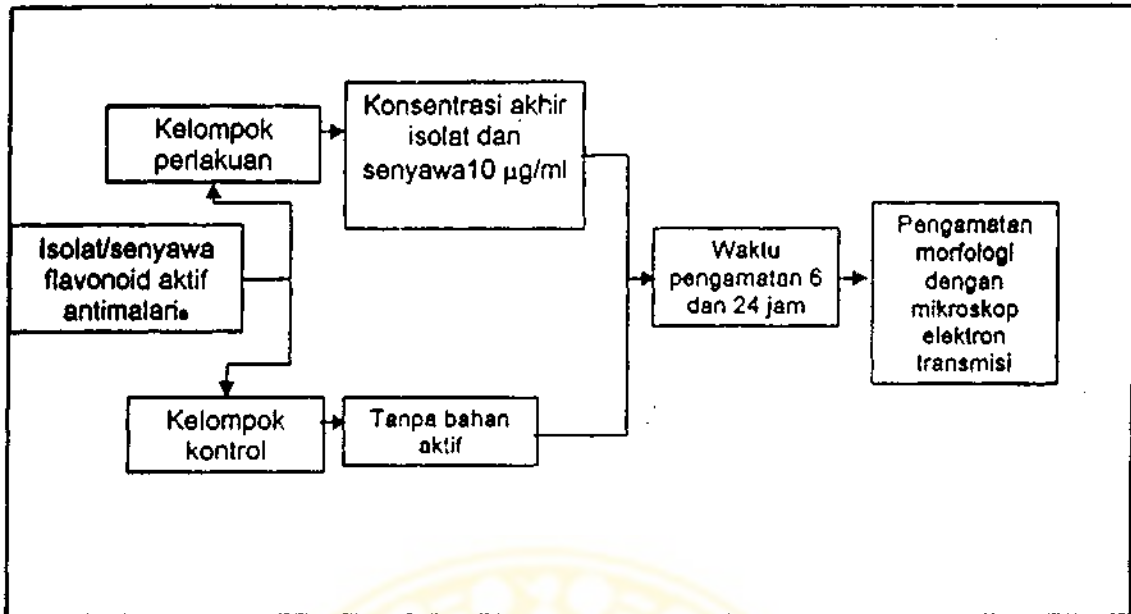 Kelompok
perlakuan
Konsentrasi akhir
isolat dan
senyawa10 µg/ml
Isolat/senyawa
flavonoid aktif
antimalaria
Waktu
pengamatan 6
dan 24 jam
Pengamatan
morfologi
dengan
mikroskop
elektron
transmisi
Kelompok
kontrol
Tanpa bahan
aktif